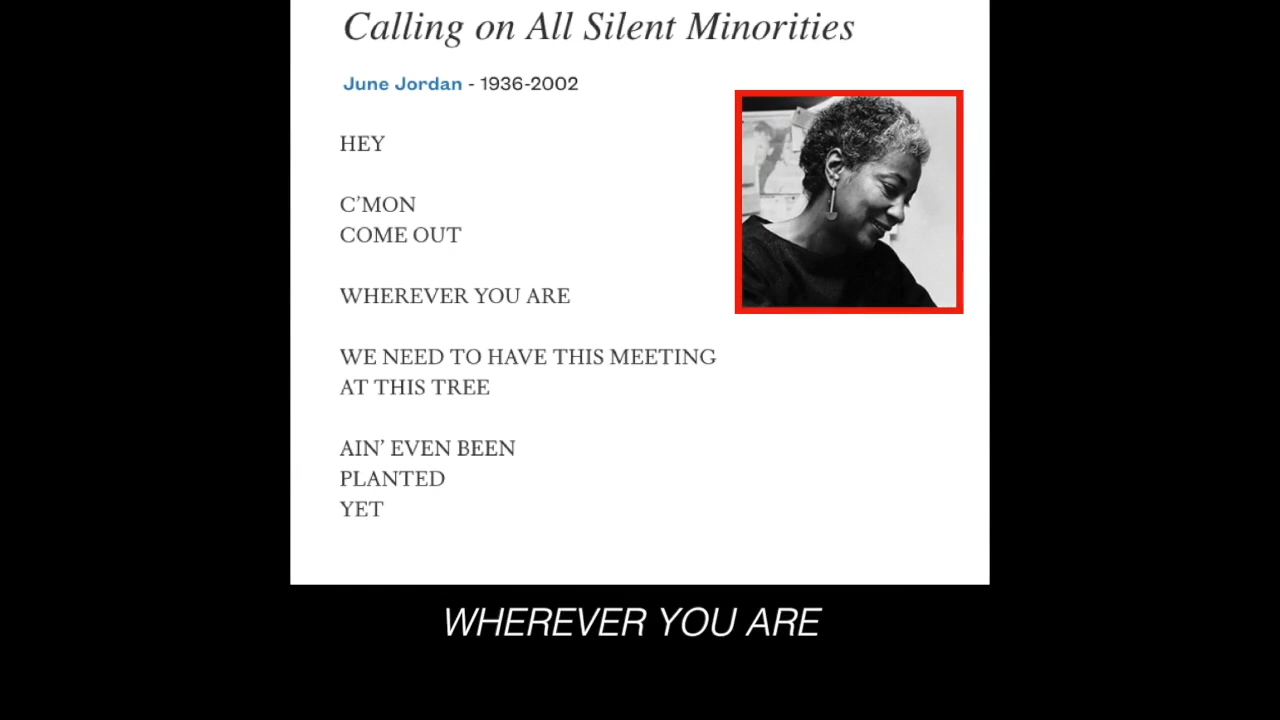 Calling on All Silent Minorities
June Jordan - 1936-2002
HEY
C’MON
COME OUT
WHEREVER YOU ARE
WE NEED TO HAVE THIS MEETING
AT THIS TREE
AIN’ EVEN BEEN
PLANTED
YET
WHEREVER YOU ARE